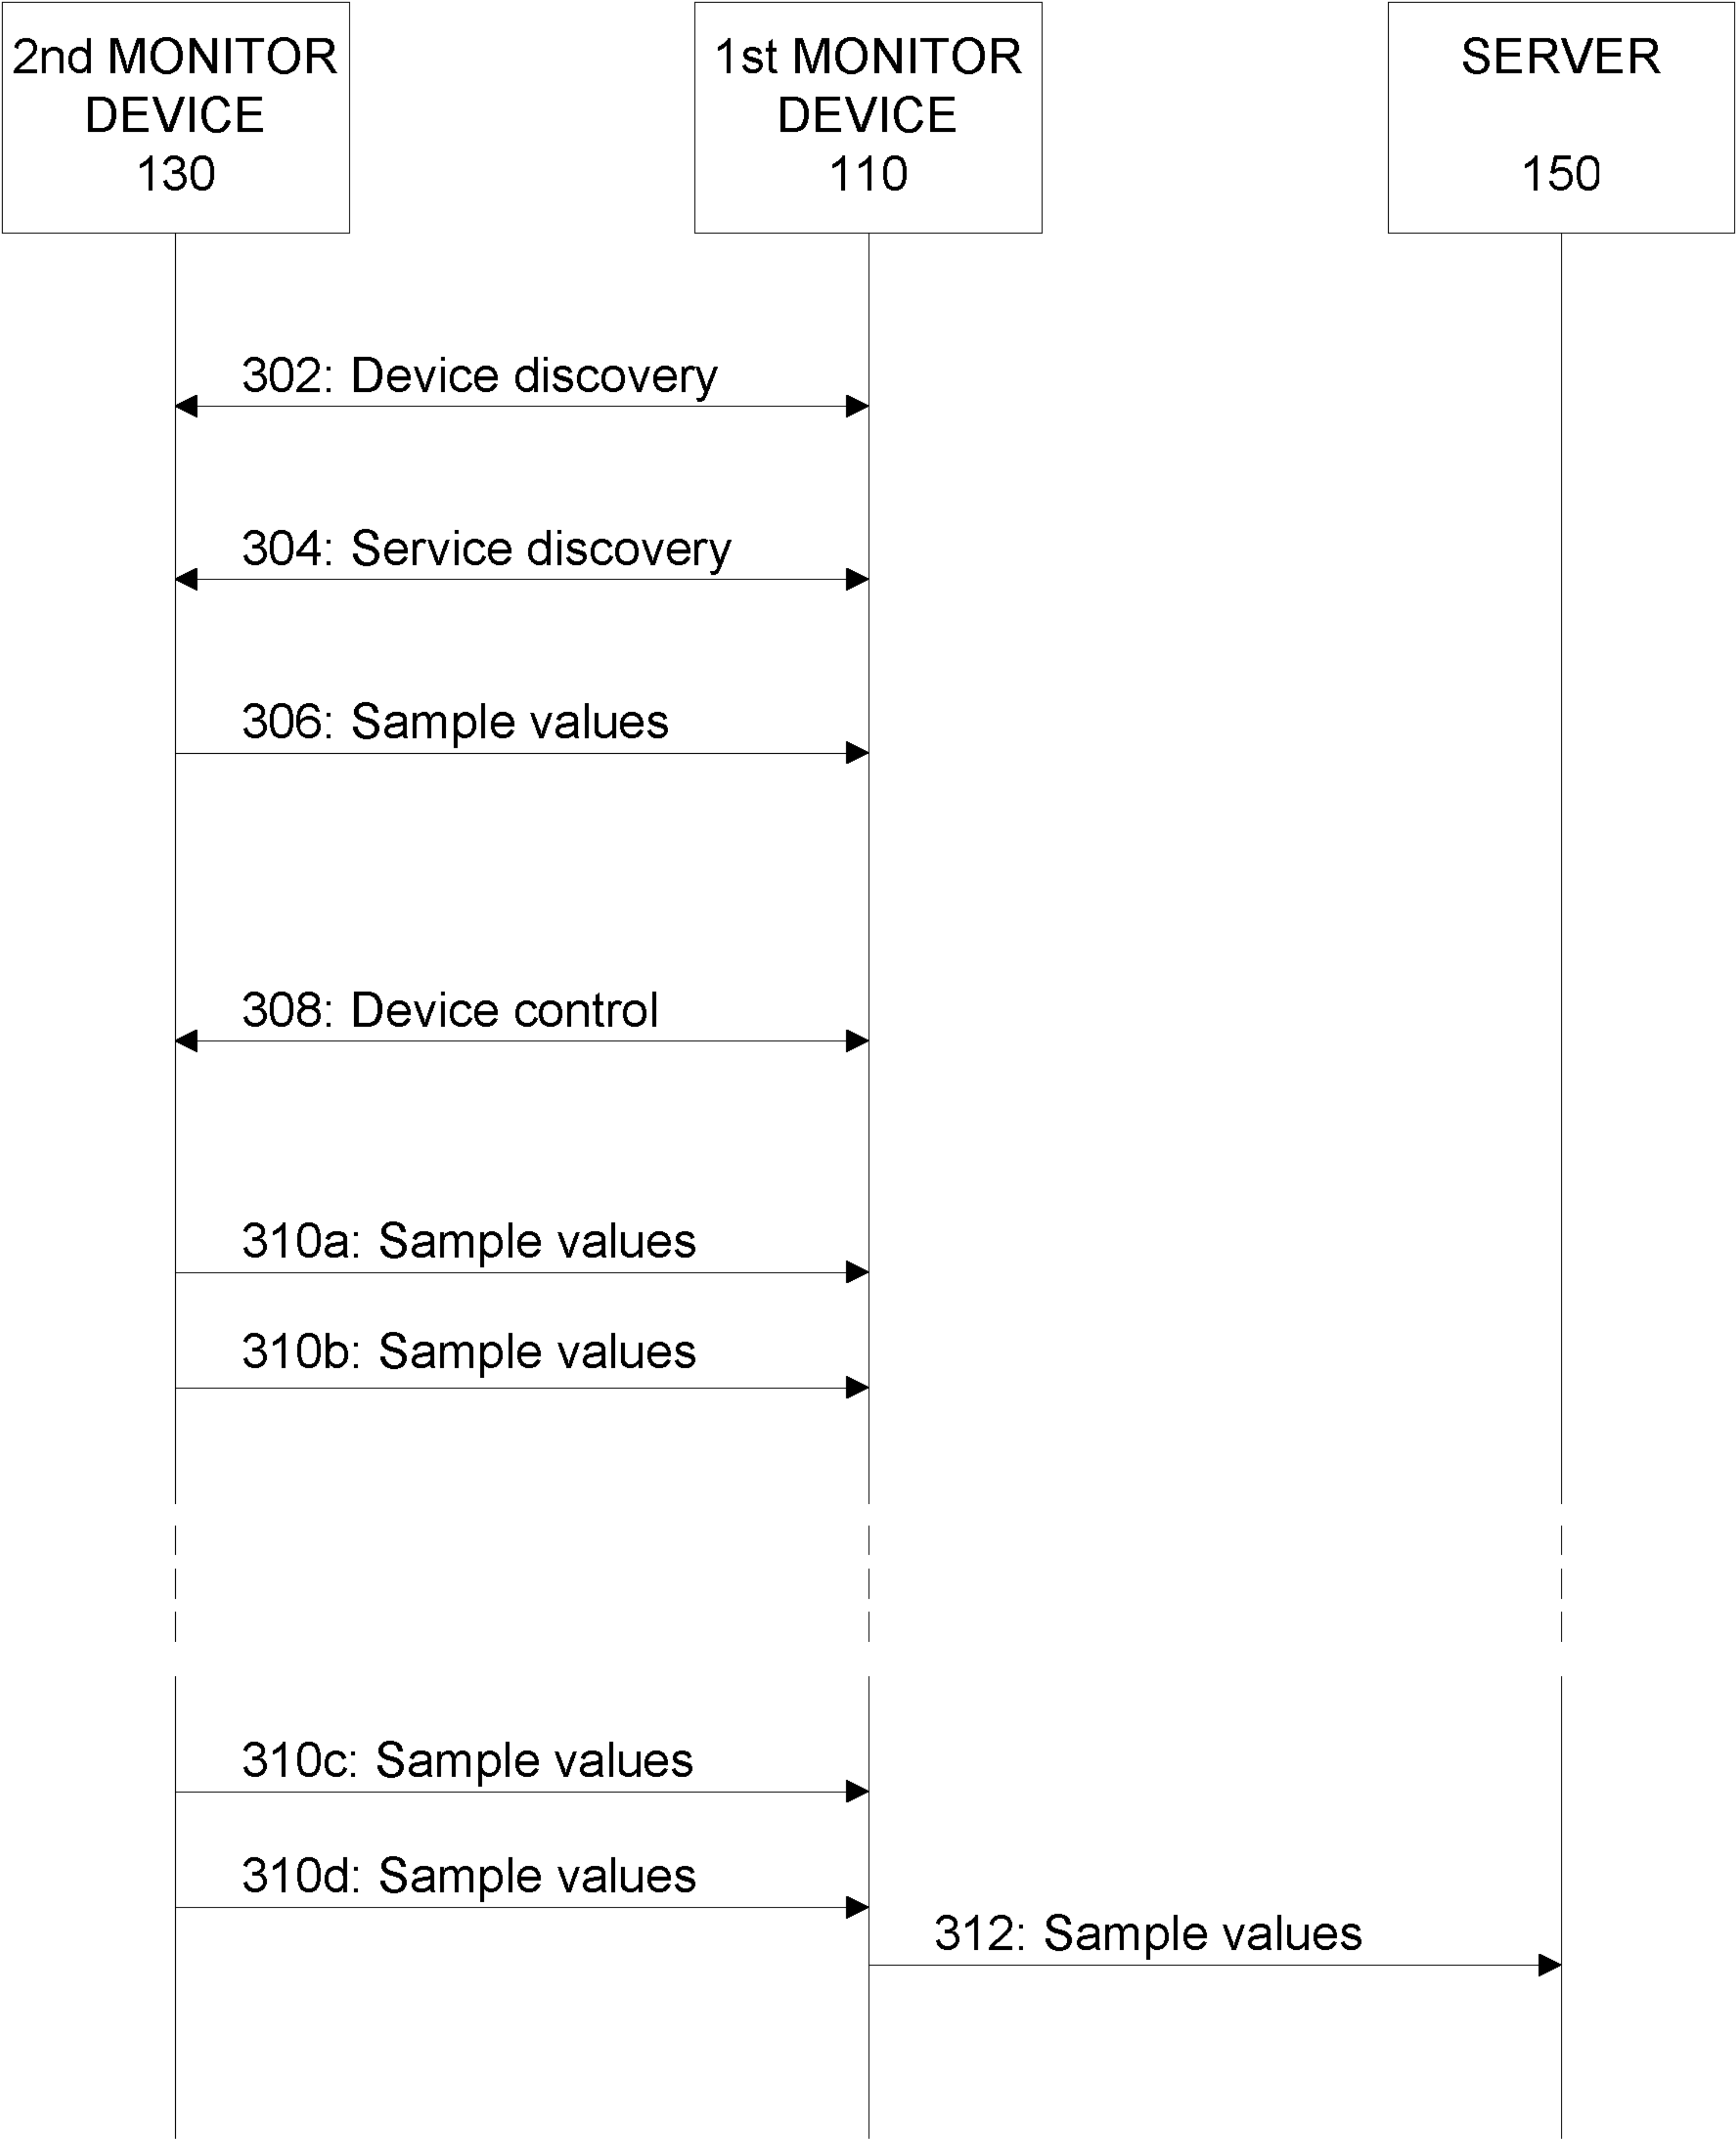 2nd MONITOR
DEVICE
130
1st MONITOR
DEVICE
110
SERVER
150
302: Device discovery
304: Service discovery
306: Sample values
308: Device control
310a: Sample values
310b: Sample values
310c: Sample values
310d: Sample values
312: Sample values